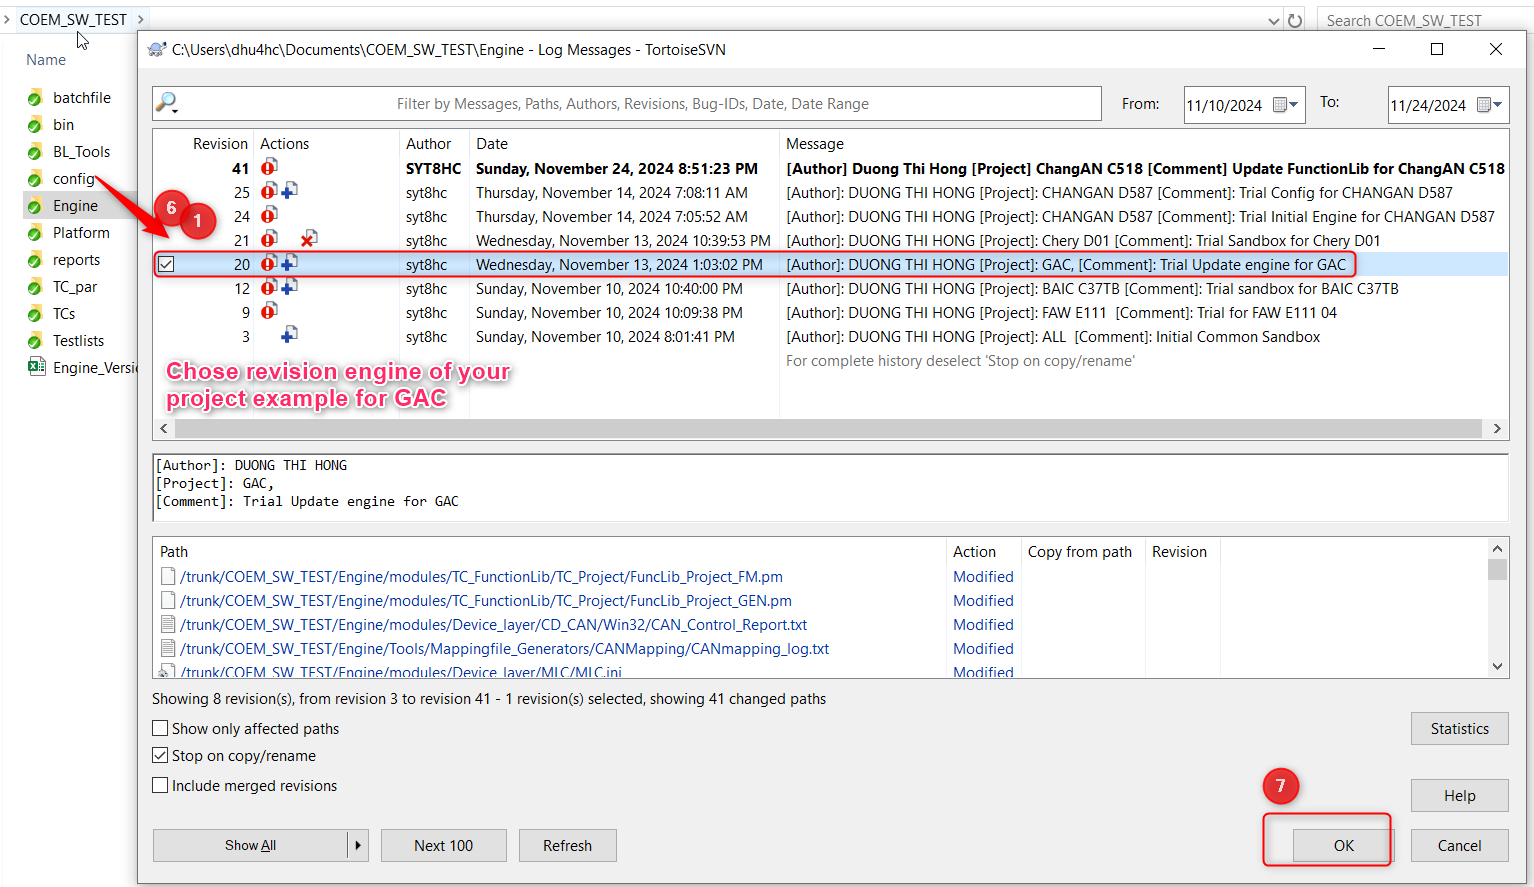 COEM_SW_TEST
Search COEM_SW_TEST
Name
batchfile
bin
BL_Tools
config
Engine
Platform
reports
TC_par
TCs
Testlists
Engine_Versi
C:\Users\dhu4hc\Documents\COEM_SW_TEST\Engine - Log Messages - TortoiseSVN
Filter by Messages, Paths, Authors, Revisions, Bug-IDs, Date, Date Range
From: 11/10/2024 To: 11/24/2024
Revision Actions Author Date Message
41 SYT8HC Sunday, November 24, 2024 8:51:23 PM [Author] Duong Thi Hong [Project] ChangAN C518 [Comment] Update FunctionLib for ChangAN C518
25 syt8hc Thursday, November 14, 2024 7:08:11 AM [Author]: DUONG THI HONG [Project]: CHANGAN D587 [Comment]: Trial Config for CHANGAN D587
24 syt8hc Thursday, November 14, 2024 7:05:52 AM [Author]: DUONG THI HONG [Project]: CHANGAN D587 [Comment]: Trial Initial Engine for CHANGAN D587
21 syt8hc Wednesday, November 13, 2024 10:39:53 PM [Author]: DUONG THI HONG [Project]: Chery D01 [Comment]: Trial Sandbox for Chery D01
20 syt8hc Wednesday, November 13, 2024 1:03:02 PM [Author]: DUONG THI HONG [Project]: GAC, [Comment]: Trial Update engine for GAC
12 syt8hc Sunday, November 10, 2024 10:40:00 PM [Author]: DUONG THI HONG [Project]: BAIC C37TB [Comment]: Trial sandbox for BAIC C37TB
9 syt8hc Sunday, November 10, 2024 10:09:38 PM [Author]: DUONG THI HONG [Project]: FAW E111 [Comment]: Trial for FAW E111 04
3 syt8hc Sunday, November 10, 2024 8:01:41 PM [Author]: DUONG THI HONG [Project]: ALL [Comment]: Initial Common Sandbox
For complete history deselect 'Stop on copy/rename'
6
1
Chose revision engine of your
project example for GAC
[Author]: DUONG THI HONG
[Project]: GAC,
[Comment]: Trial Update engine for GAC
Path Action Copy from path Revision
/trunk/COEM_SW_TEST/Engine/modules/TC_FunctionLib/TC_Project/FuncLib_Project_FM.pm Modified
/trunk/COEM_SW_TEST/Engine/modules/TC_FunctionLib/TC_Project/FuncLib_Project_GEN.pm Modified
/trunk/COEM_SW_TEST/Engine/modules/Device_layer/CD_CAN/Win32/CAN_Control_Report.txt Modified
/trunk/COEM_SW_TEST/Engine/Tools/Mappingfile_Generators/CANMapping/CANmapping_log.txt Modified
/trunk/COEM_SW_TEST/Engine/modules/Device_layer/MLC/MLC.ini Modified
Showing 8 revision(s), from revision 3 to revision 41 - 1 revision(s) selected, showing 41 changed paths
Show only affected paths
Stop on copy/rename
Include merged revisions
Statistics
7
Help
Show All Next 100 Refresh OK Cancel